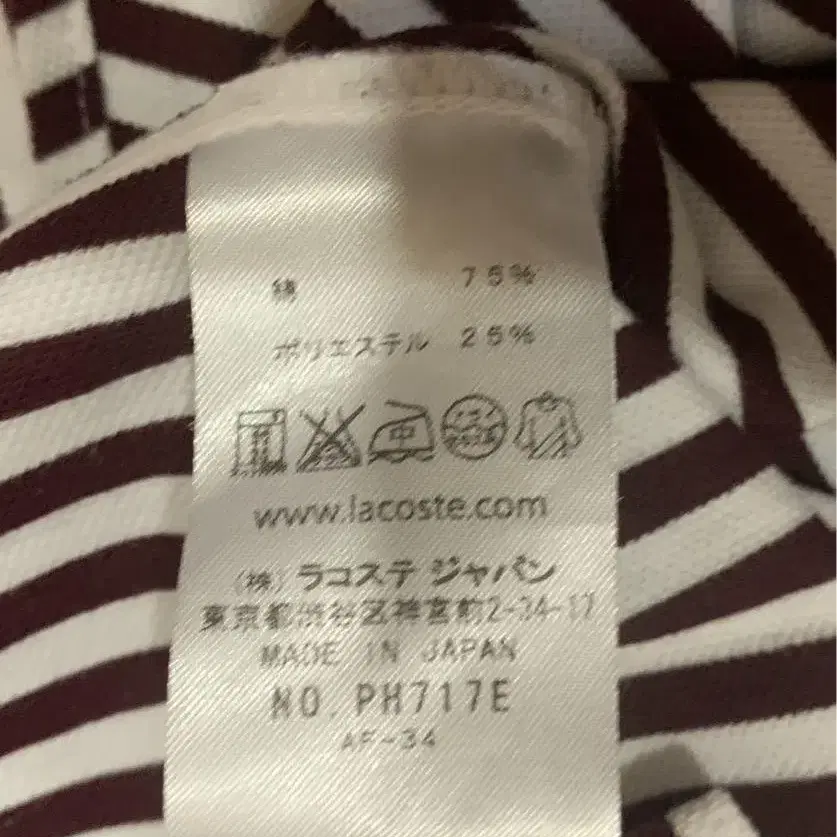 綿 75%
ポリエステル 25%
中
www.lacoste.com
(株) ラコステ ジャパン
東京都渋谷区神宮前2-34-17
MADE IN JAPAN
NO. PH717E
AF-34